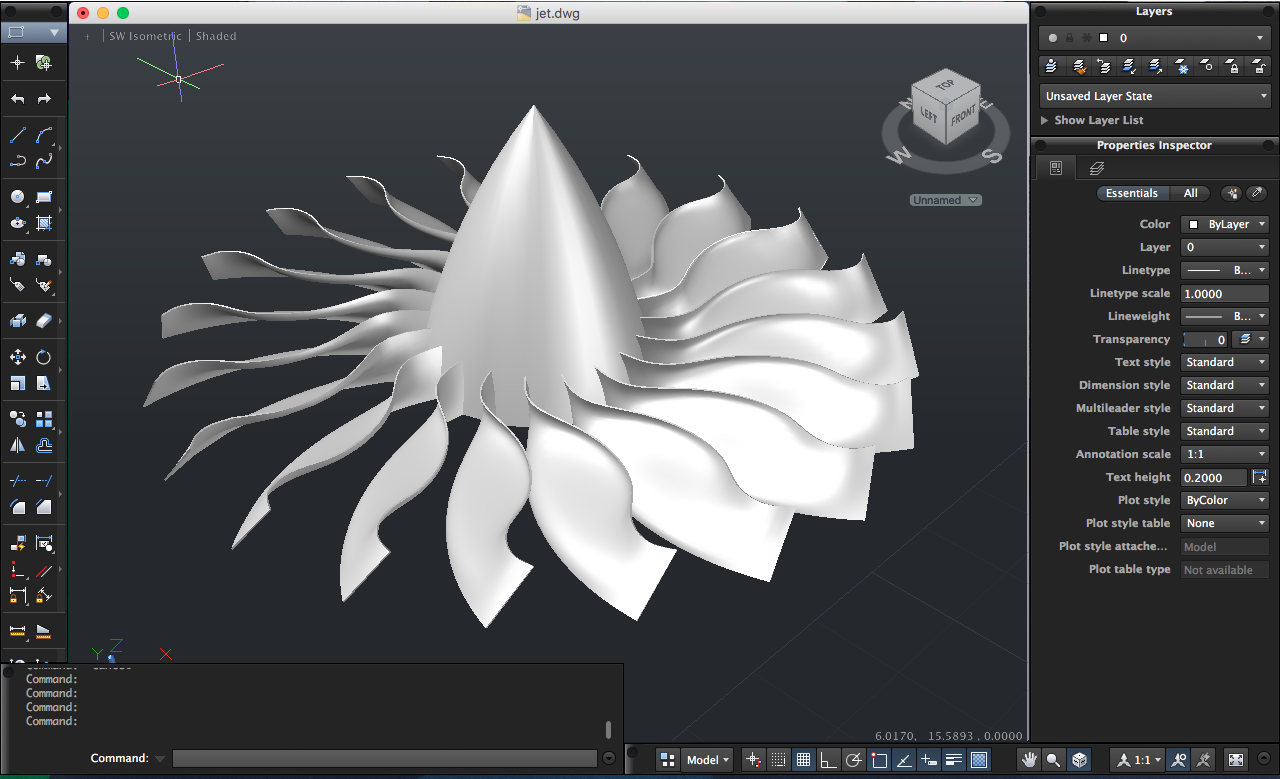 jet.dwg
+ SW Isometric Shaded
TOP
LEFT FRONT
W S
Unnamed
Y Z X
Command:
Command:
Command:
Command:
Command:
6.0170, 15.5893, 0.0000
Model
1:1
Layers
0
Unsaved Layer State
Show Layer List
Properties Inspector
Essentials All
Color ByLayer
Layer 0
Linetype B...
Linetype scale 1.0000
Lineweight B...
Transparency 0
Text style Standard
Dimension style Standard
Multileader style Standard
Table style Standard
Annotation scale 1:1
Text height 0.2000
Plot style ByColor
Plot style table None
Plot style attache... Model
Plot table type Not available